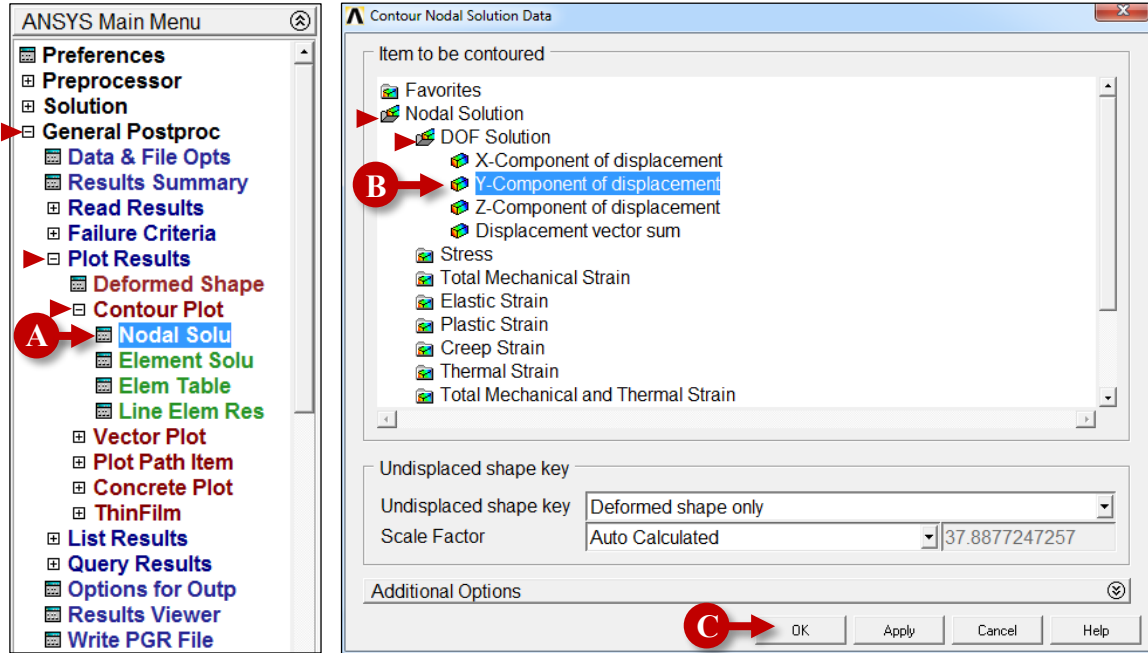 ANSYS Main Menu
Preferences
Preprocessor
Solution
General Postproc
Data & File Opts
Results Summary
Read Results
Failure Criteria
Plot Results
Deformed Shape
Contour Plot
A
Nodal Solu
Element Solu
Elem Table
Line Elem Res
Vector Plot
Plot Path Item
Concrete Plot
ThinFilm
List Results
Query Results
Options for Outp
Results Viewer
Write PGR File
Contour Nodal Solution Data
Item to be contoured
Favorites
Nodal Solution
DOF Solution
X-Component of displacement
B
Y-Component of displacement
Z-Component of displacement
Displacement vector sum
Stress
Total Mechanical Strain
Elastic Strain
Plastic Strain
Creep Strain
Thermal Strain
Total Mechanical and Thermal Strain
Undisplaced shape key
Undisplaced shape key Deformed shape only
Scale Factor Auto Calculated 37.8877247257
Additional Options
C
OK Apply Cancel Help